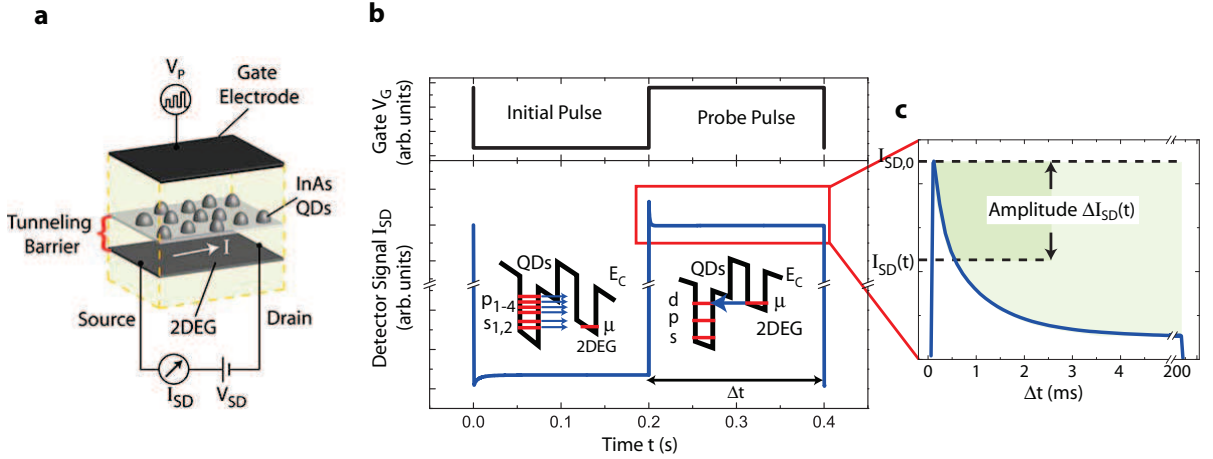 a
V_P
Gate
Electrode
InAs
QDs
Tunneling
Barrier
I
Source
2DEG
Drain
I_SD
V_SD
b
Gate V_G
(arb. units)
Initial Pulse
Probe Pulse
Detector Signal I_SD
(arb. units)
QDs
E_C
p_1-4
s_1,2
μ
2DEG
QDs
E_C
d
p
s
μ
2DEG
Δt
0.0
0.1
0.2
0.3
0.4
Time t (s)
c
I_SD,0
Amplitude ΔI_SD(t)
I_SD(t)
0
1
2
3
4
200
Δt (ms)